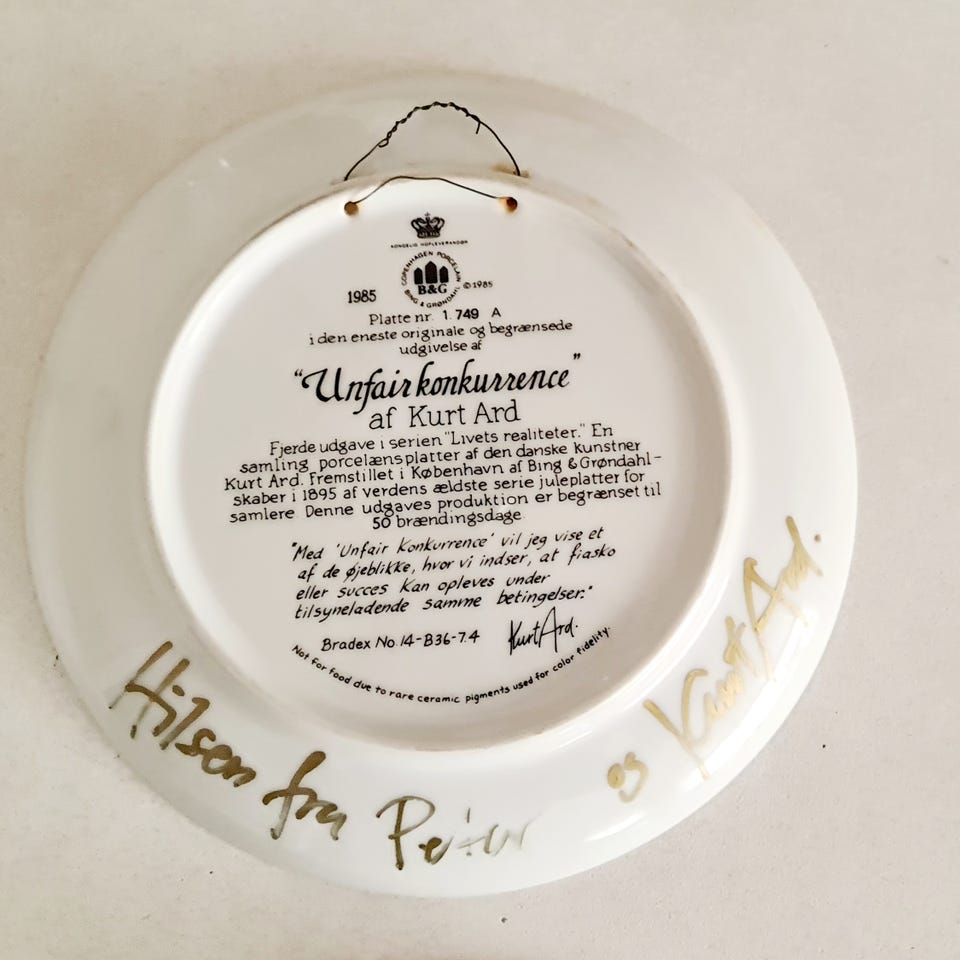 KONGELIG HOFLEVERANDØR
COPENHAGEN PORCELAIN
B&G
BING & GRØNDAHL
©1985
1985
Platte nr. 1.749 A
i den eneste originale og begrænsede
udgivelse af
"Unfair konkurrence"
af Kurt Ard
Fjerde udgave i serien "Livets realiteter." En
samling porcelænsplatter af den danske kunstner
Kurt Ard. Fremstillet i København af Bing & Grøndahl-
skaber i 1895 af verdens ældste serie juleplatter for
samlere Denne udgaves produktion er begrænset til
50 brændingsdage
"Med 'Unfair Konkurrence' vil jeg vise et
af de øjeblikke, hvor vi indser, at fiasko
eller succes kan opleves under
tilsyneladende samme betingelser."
Bradex No. 14-B36-7.4 Kurt Ard.
Not for food due to rare ceramic pigments used for color fidelity.
Hilsen fra Peter og Kurt Ard.